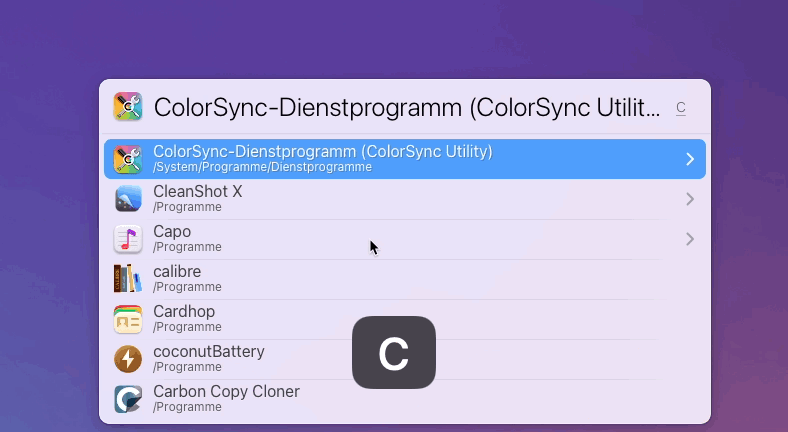 ColorSync-Dienstprogramm (ColorSync Utilit...
C
ColorSync-Dienstprogramm (ColorSync Utility)
/System/Programme/Dienstprogramme
CleanShot X
/Programme
Capo
/Programme
calibre
/Programme
Cardhop
/Programme
coconutBattery
/Programme
Carbon Copy Cloner
/Programme
C